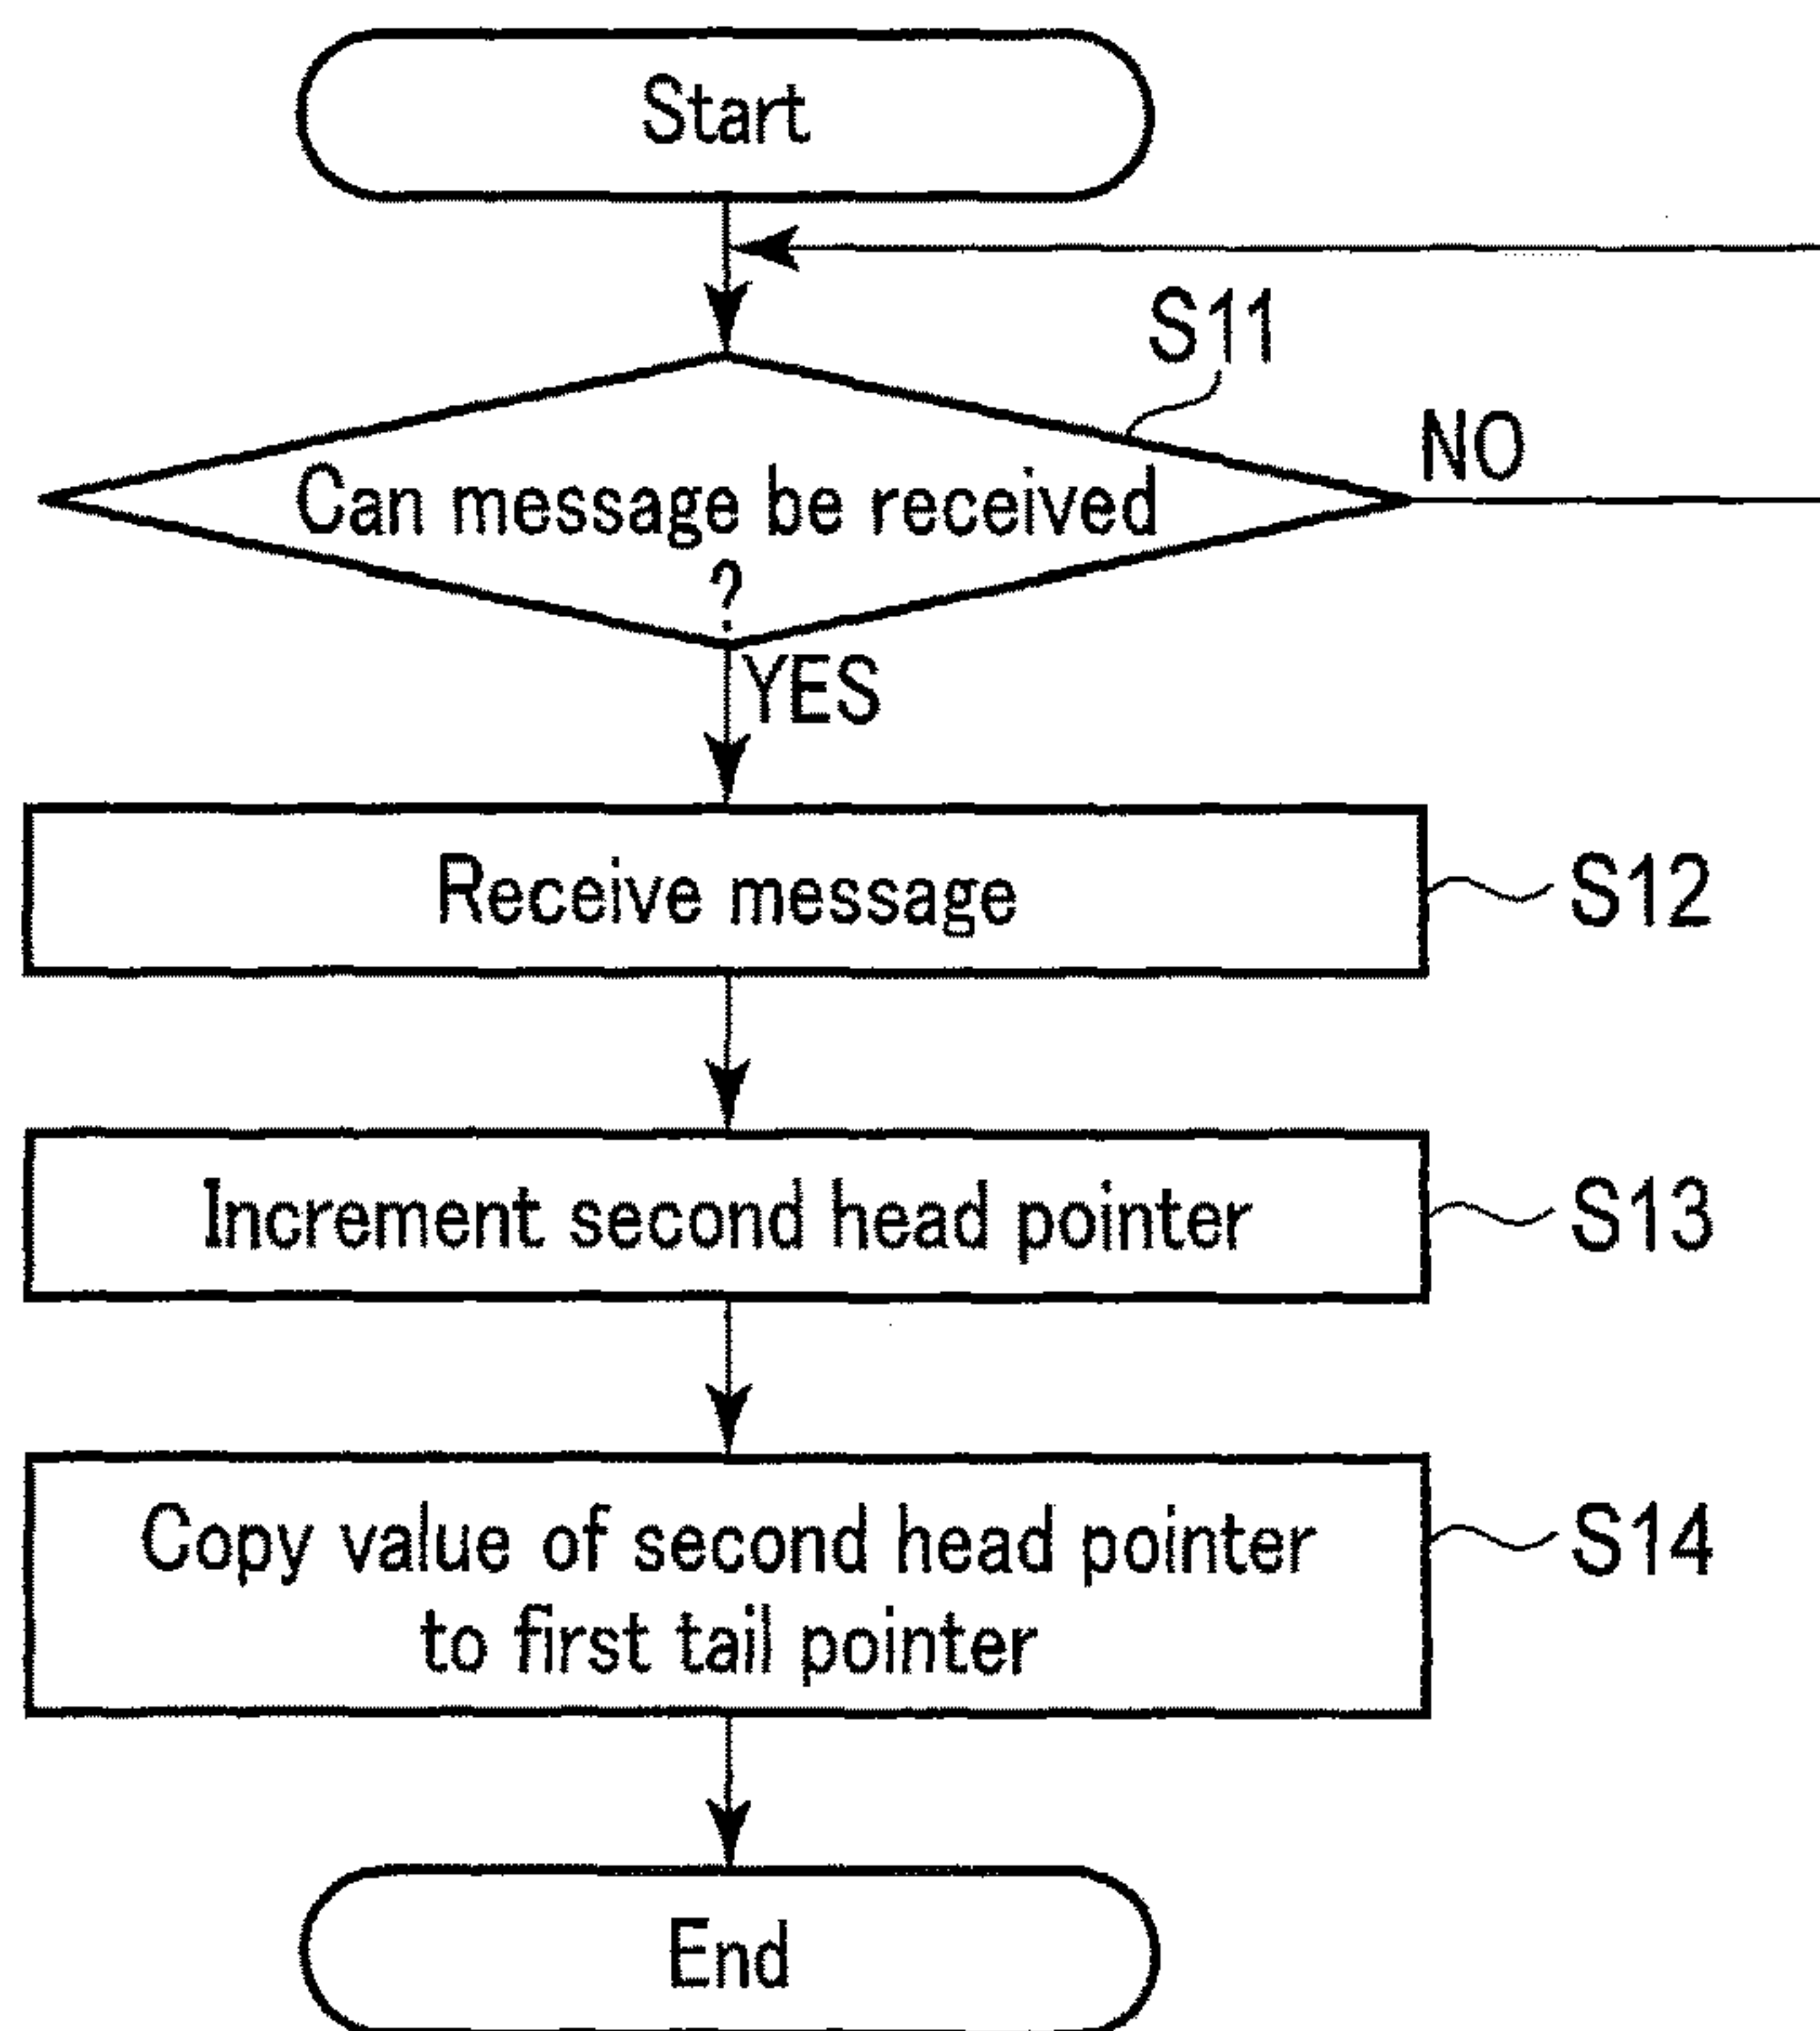 Start
S11
Can message be received
?
NO
YES
Receive message
S12
Increment second head pointer
S13
Copy value of second head pointer
to first tail pointer
S14
End